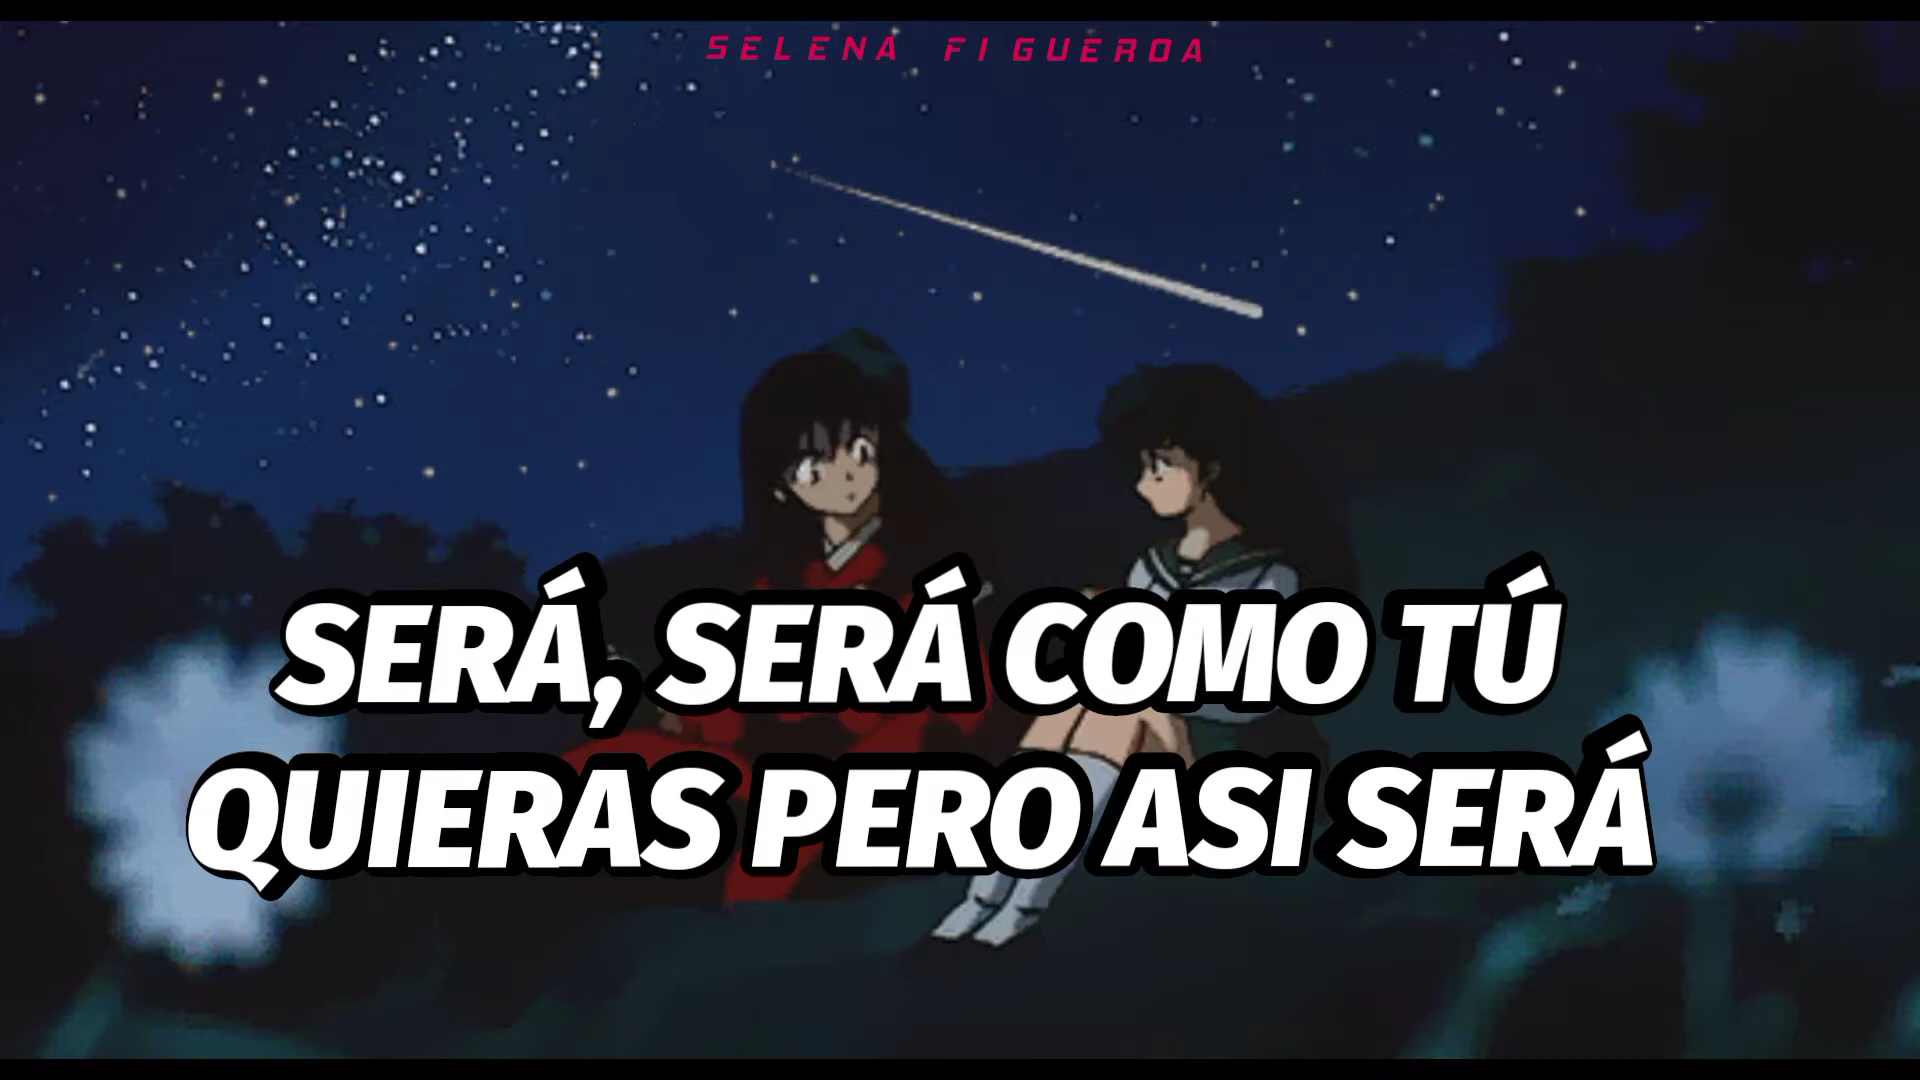 SELENA FIGUEROA
SERÁ, SERÁ COMO TÚ
QUIERAS PERO ASI SERÁ